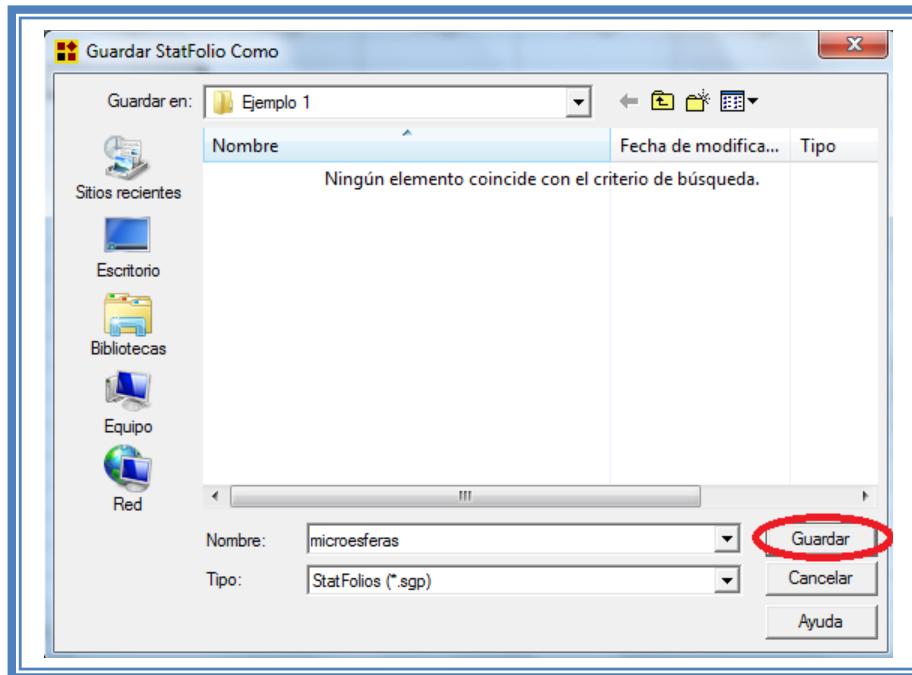 Guardar StatFolio Como
Guardar en: Ejemplo 1
Nombre Fecha de modifica... Tipo
Ningún elemento coincide con el criterio de búsqueda.
Sitios recientes
Escritorio
Bibliotecas
Equipo
Red
Nombre: microesferas Guardar
Tipo: StatFolios (*.sgp) Cancelar
Ayuda